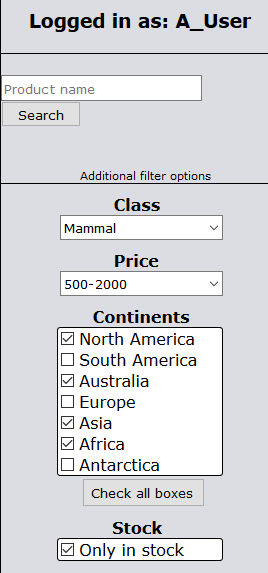 Logged in as: A_User
Product name
Search
Additional filter options
Class
Mammal
Price
500-2000
Continents
North America
South America
Australia
Europe
Asia
Africa
Antarctica
Check all boxes
Stock
Only in stock